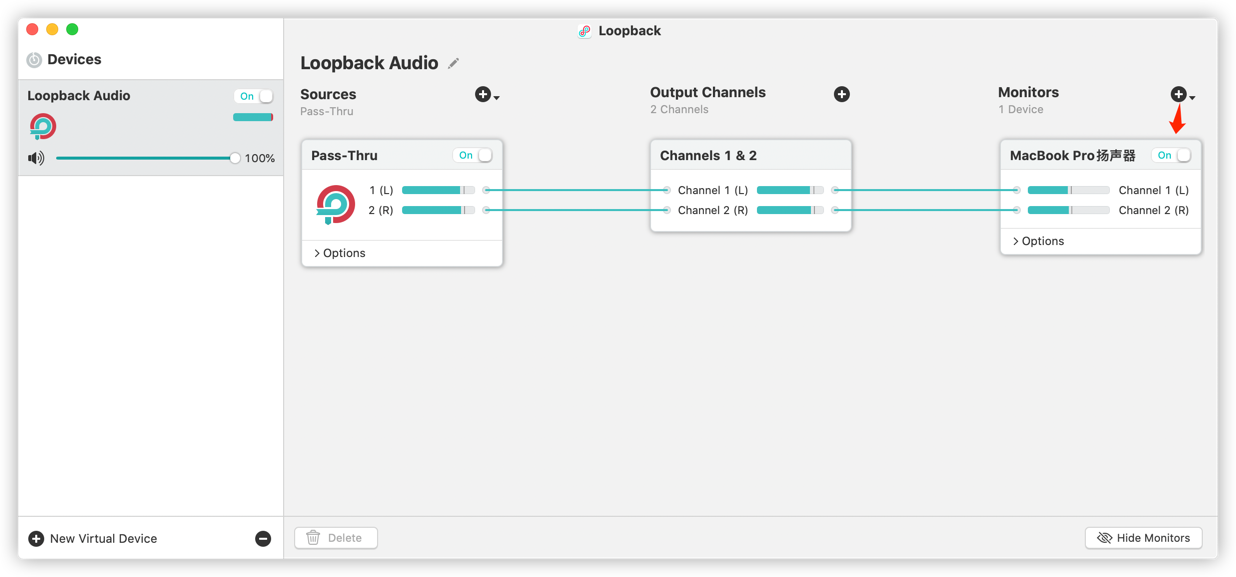 Loopback
Devices
Loopback Audio
On
100%
New Virtual Device
Loopback Audio
Sources
Pass-Thru
Output Channels
2 Channels
Monitors
1 Device
Pass-Thru
On
1 (L)
2 (R)
Options
Channels 1 & 2
Channel 1 (L)
Channel 2 (R)
MacBook Pro扬声器
On
Channel 1 (L)
Channel 2 (R)
Options
Delete
Hide Monitors